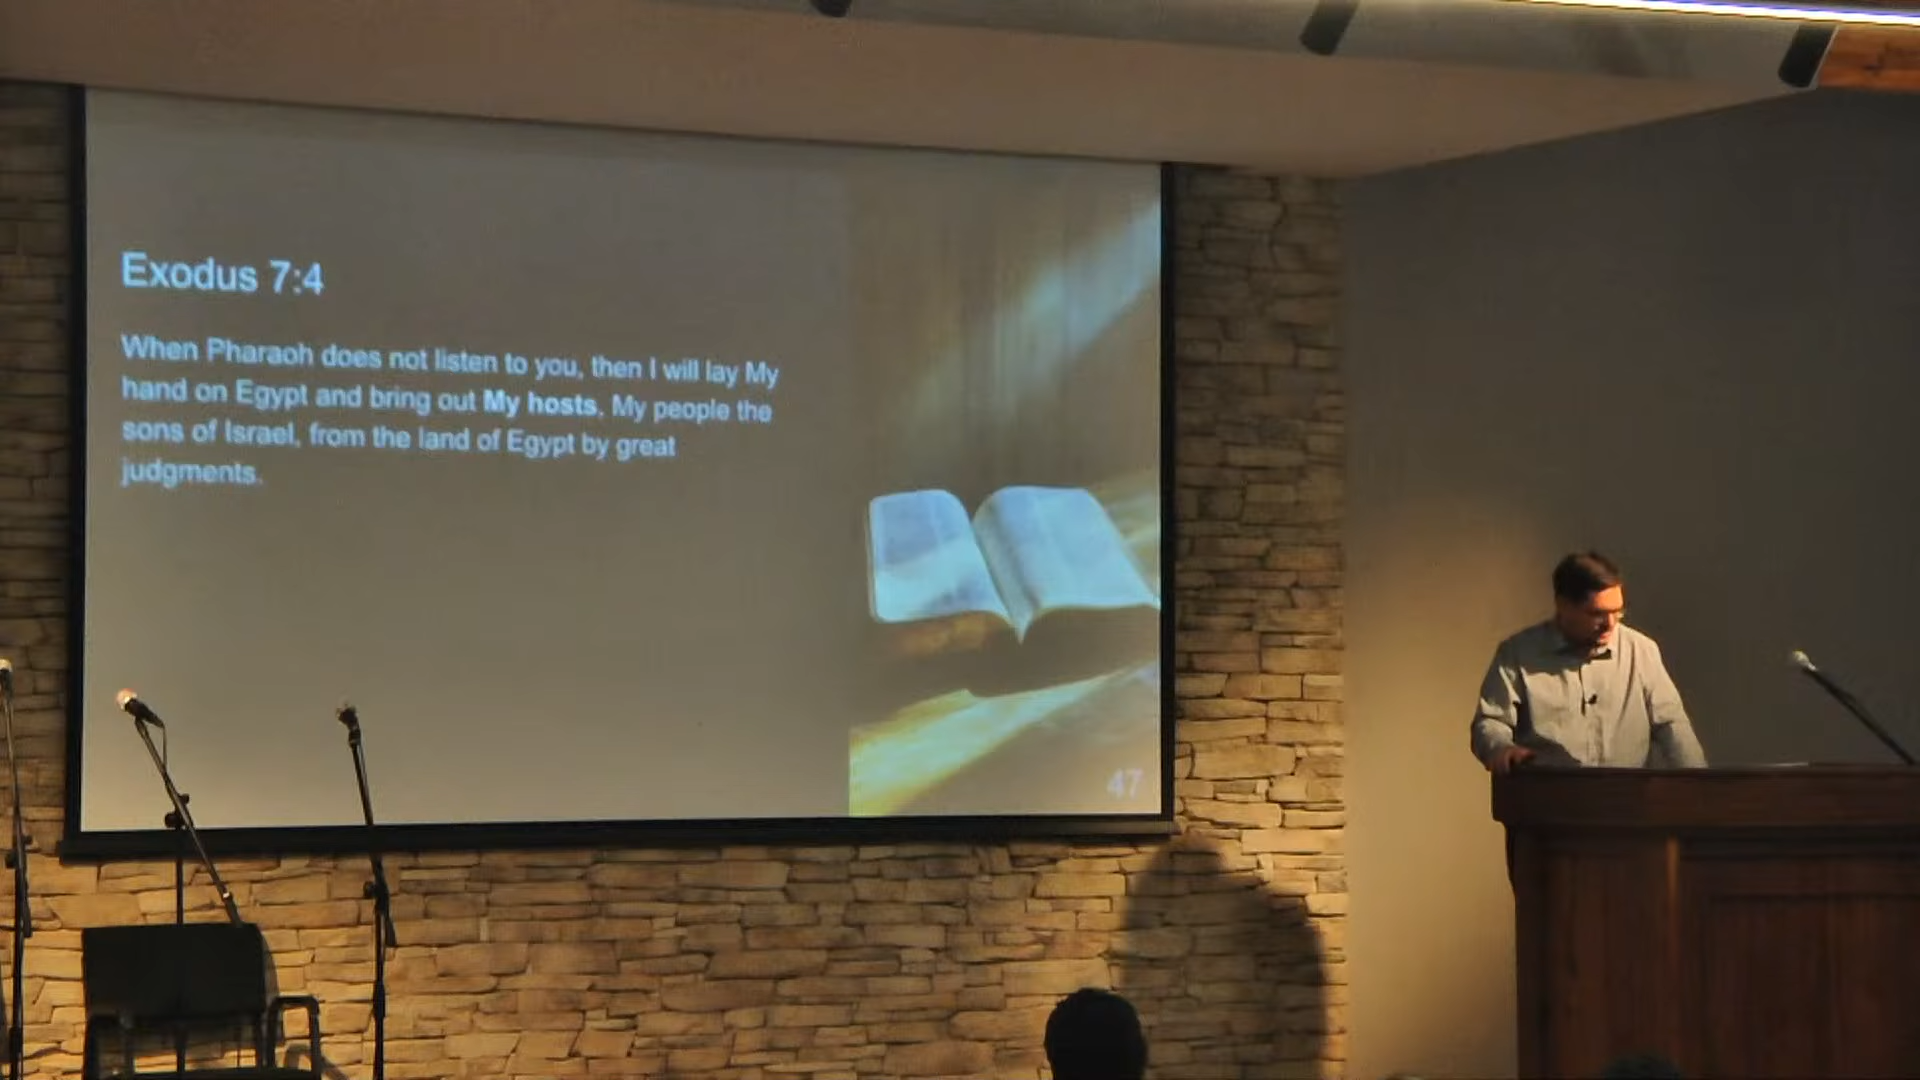 Exodus 7:4
When Pharaoh does not listen to you, then I will lay My
hand on Egypt and bring out My hosts, My people the
sons of Israel, from the land of Egypt by great
judgments.
47